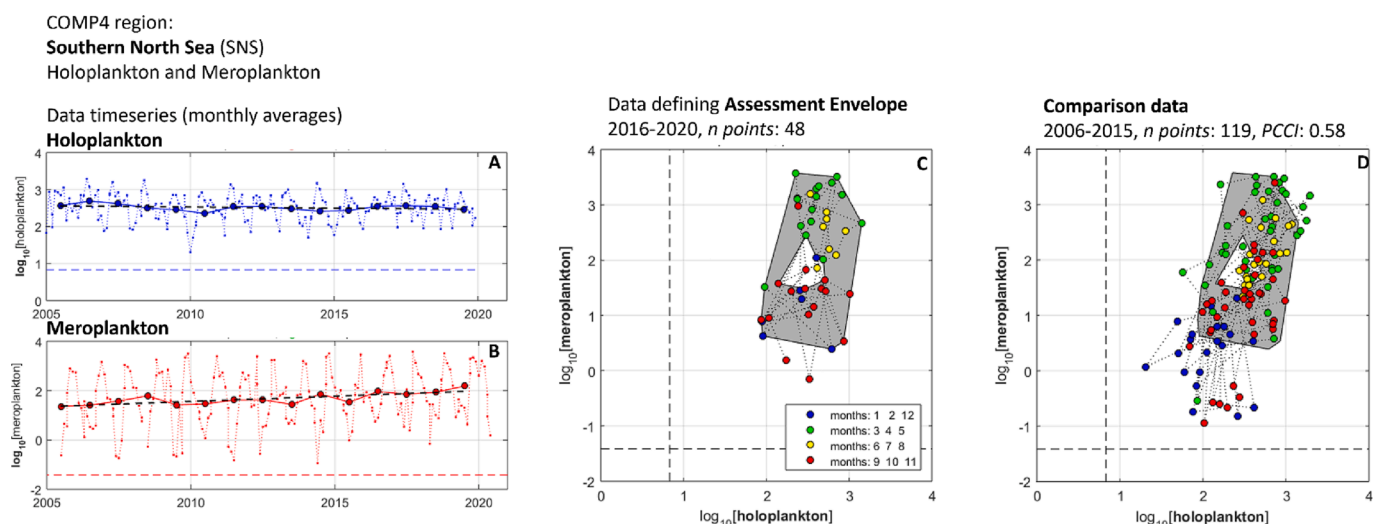 COMP4 region:
Southern North Sea (SNS)
Holoplankton and Meroplankton
Data timeseries (monthly averages)
Holoplankton
A
4
3
2
1
0
log10[holoplankton]
2005
2010
2015
2020
Meroplankton
B
4
2
0
-2
log10[meroplankton]
2005
2010
2015
2020
Data defining Assessment Envelope
2016-2020, n points: 48
C
4
3
2
1
0
-1
-2
log10[meroplankton]
months: 1 2 12
months: 3 4 5
months: 6 7 8
months: 9 10 11
0
1
2
3
4
log10[holoplankton]
Comparison data
2006-2015, n points: 119, PCCI: 0.58
D
4
3
2
1
0
-1
-2
log10[meroplankton]
0
1
2
3
4
log10[holoplankton]